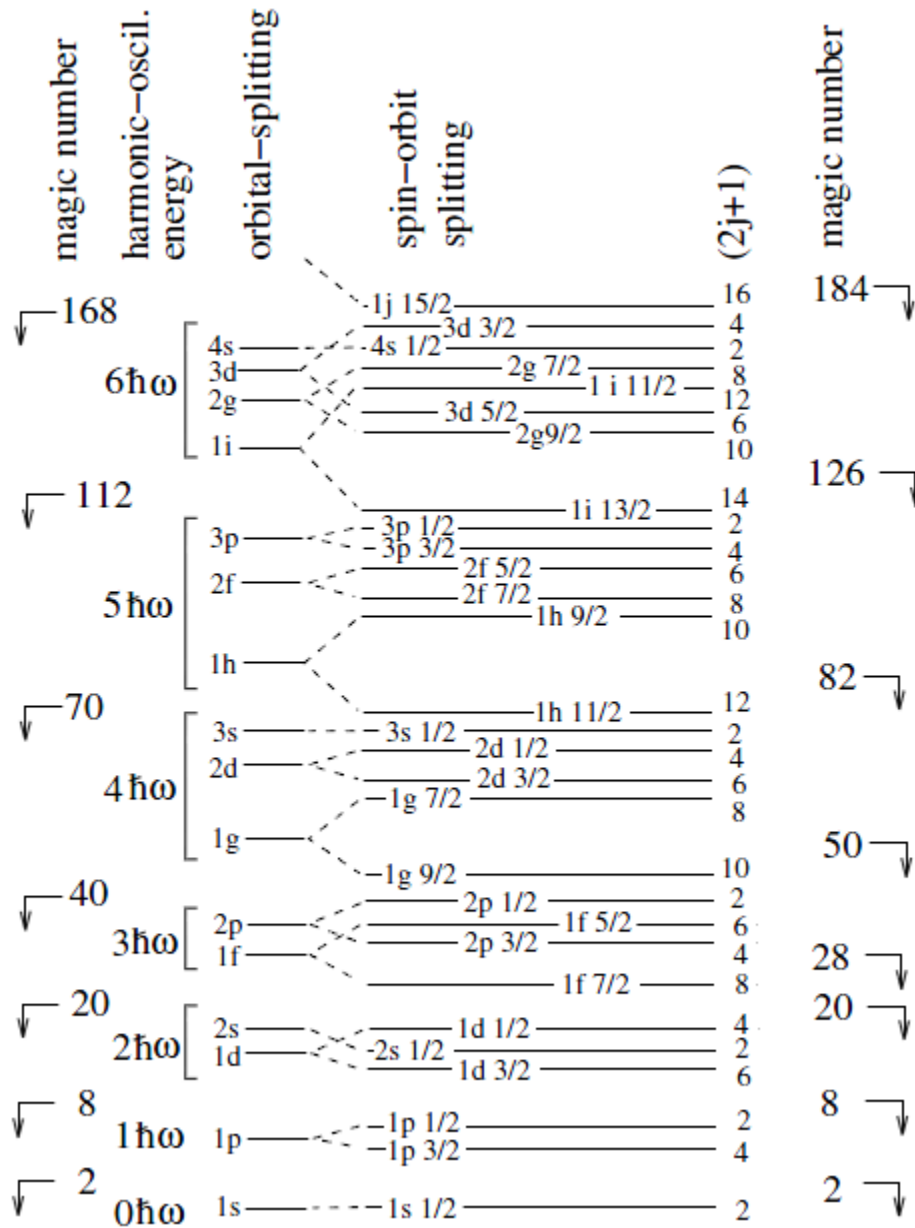 magic number
harmonic−oscil.
energy
orbital−splitting
spin−orbit
splitting
(2j+1)
magic number
1j 15/2 16 184
168 3d 3/2 4
4s 4s 1/2 2
3d 2g 7/2 8
6ħω 1 i 11/2 12
2g 3d 5/2 6
2g9/2 10
1i
126
112 1i 13/2 14
3p 1/2 2
3p 3p 3/2 4
2f 2f 5/2 6
5ħω 2f 7/2 8
1h 9/2 10
1h
82
70 1h 11/2 12
3s 3s 1/2 2
2d 1/2 4
2d 2d 3/2 6
4ħω 1g 7/2 8
1g
50
1g 9/2 10
40 2p 1/2 2
2p 1f 5/2 6
3ħω 2p 3/2 4
1f 28
1f 7/2 8
20 20
2s 1d 1/2 4
2ħω 1d 2s 1/2 2
1d 3/2 6
8 8
1p 1/2 2
1ħω 1p 1p 3/2 4
2 2
0ħω 1s 1s 1/2 2